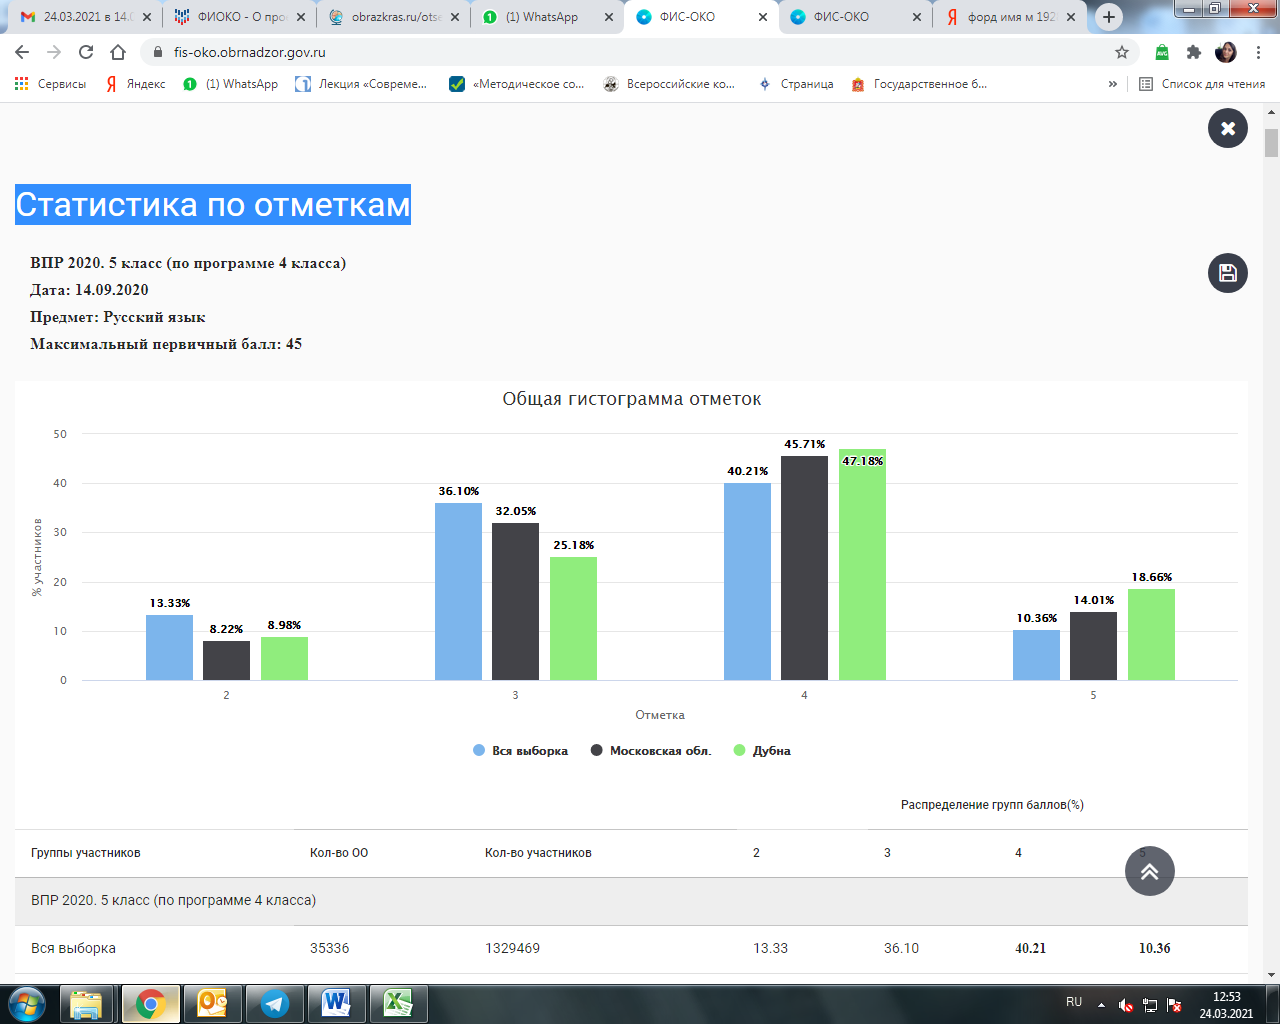 24.03.2021 в 14.0
ФИОКО - О про
obrazkras.ru/otse
(1) WhatsApp
ФИС-ОКО
ФИС-ОКО
форд имя м 192
fis-oko.obrnadzor.gov.ru
Сервисы
Яндекс
(1) WhatsApp
Лекция «Совреме...
«Методическое со...
Всероссийские ко...
Страница
Государственное б...
»
Список для чтения
Статистика по отметкам
ВПР 2020. 5 класс (по программе 4 класса)
Дата: 14.09.2020
Предмет: Русский язык
Максимальный первичный балл: 45
Общая гистограмма отметок
% участников
50
40
30
20
10
0
13.33%
8.22%
8.98%
36.10%
32.05%
25.18%
40.21%
45.71%
47.18%
10.36%
14.01%
18.66%
2
3
4
5
Отметка
Вся выборка
Московская обл.
Дубна
Распределение групп баллов(%)
Группы участников Кол-во ОО Кол-во участников 2 3 4 5
ВПР 2020. 5 класс (по программе 4 класса)
Вся выборка 35336 1329469 13.33 36.10 40.21 10.36
RU
12:53
24.03.2021